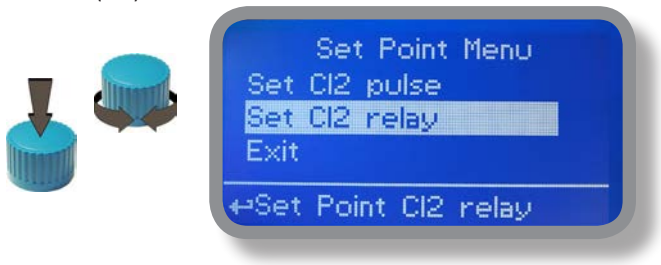 Set Point Menu
Set Cl2 pulse
Set Cl2 relay
Exit
↩Set Point Cl2 relay